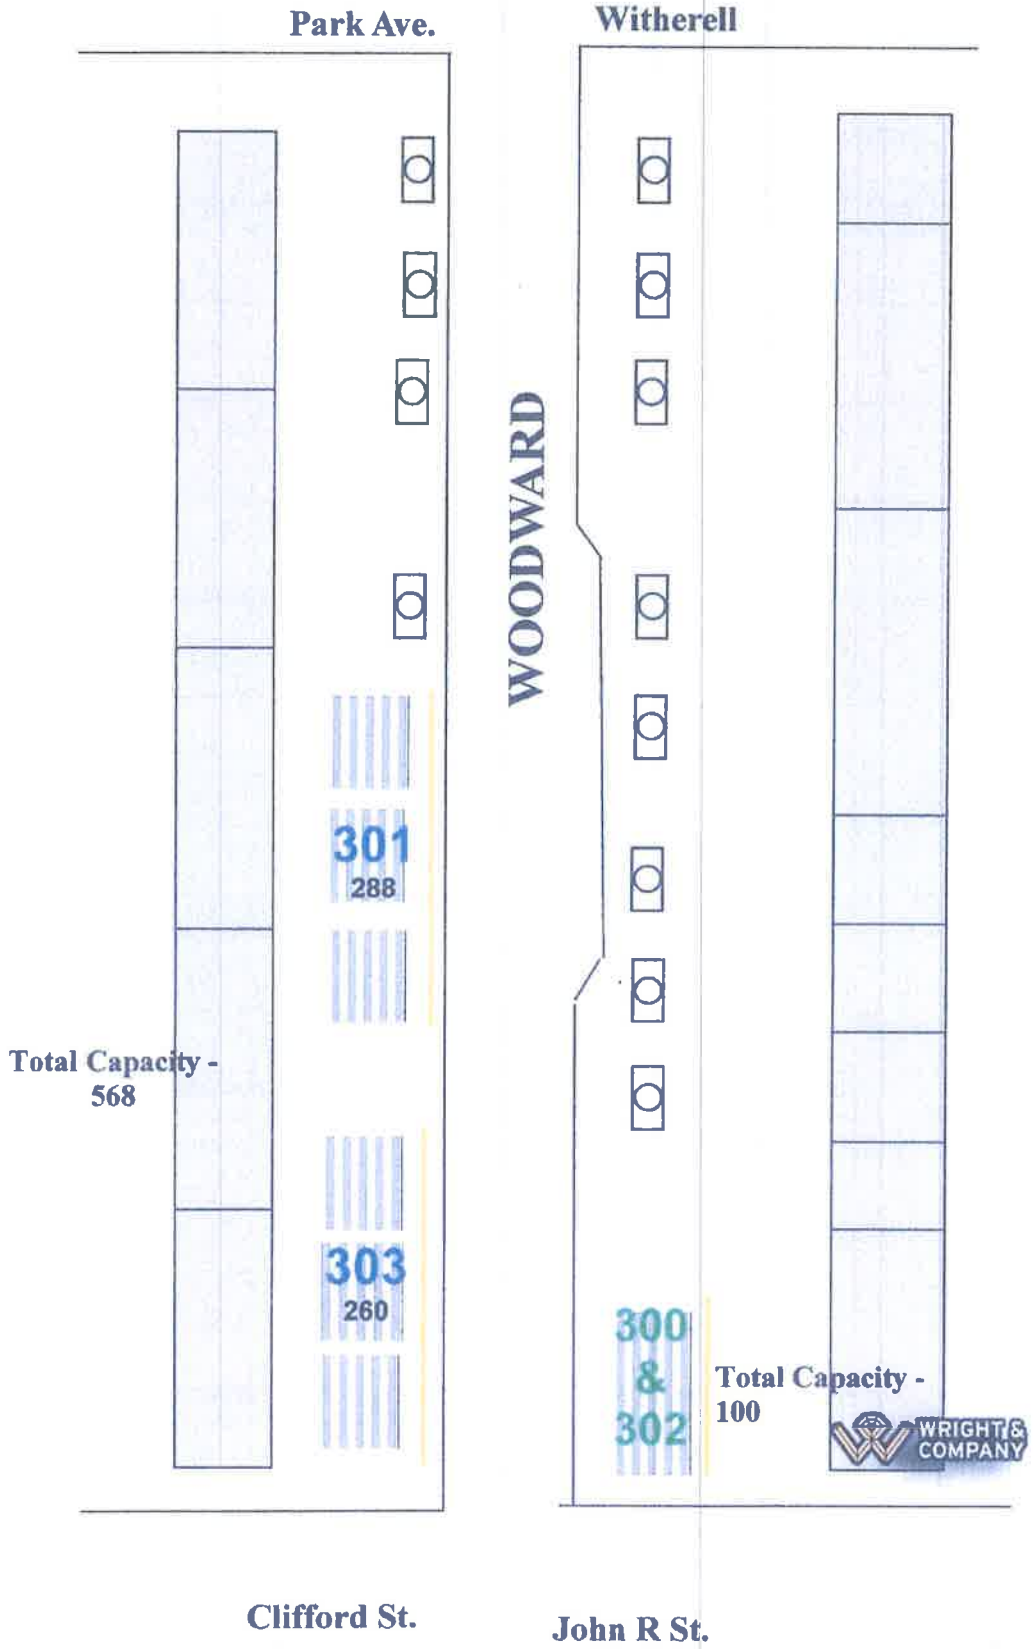 Park Ave.
Witherell
WOODWARD
301
288
Total Capacity -
568
303
260
300
&
302
Total Capacity -
100
WRIGHT &
COMPANY
Clifford St.
John R St.